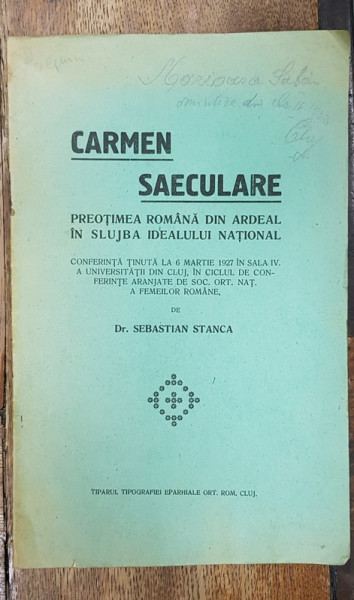 CARMEN
SAECULARE
PREOȚIMEA ROMÂNĂ DIN ARDEAL
ÎN SLUJBA IDEALULUI NAȚIONAL
CONFERINȚĂ ȚINUTĂ LA 6 MARTIE 1927 ÎN SALA IV.
A UNIVERSITĂȚII DIN CLUJ, ÎN CICLUL DE CON-
FERINȚE ARANJATE DE SOC. ORT. NAȚ.
A FEMEILOR ROMÂNE,
DE
Dr. SEBASTIAN STANCA
TIPARUL TIPOGRAFIEI EPARHIALE ORT. ROM. CLUJ.